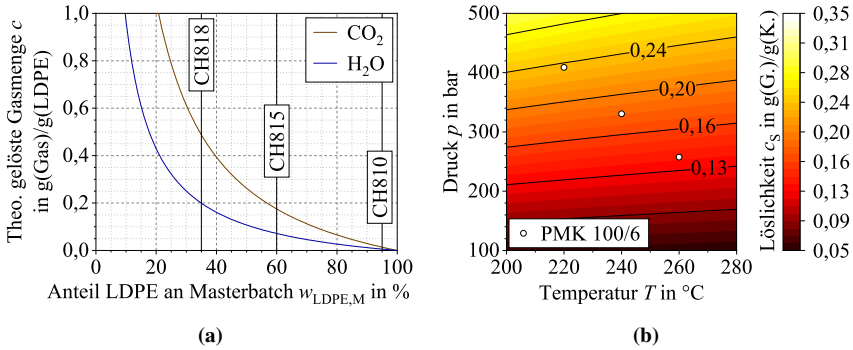 1,0
0,8
0,6
0,4
0,2
0,0
Theo. gelöste Gasmenge c
in g(Gas)/g(LDPE)
CH818
CH815
CH810
CO₂
H₂O
0 20 40 60 80 100
Anteil LDPE an Masterbatch w_LDPE,M in %
(a)
500
400
300
200
100
Druck p in bar
0,24
0,20
0,16
0,13
PMK 100/6
200 220 240 260 280
Temperatur T in °C
(b)
Löslichkeit c_S in g(G.)/g(K.)
0,35
0,31
0,28
0,24
0,20
0,16
0,13
0,09
0,05